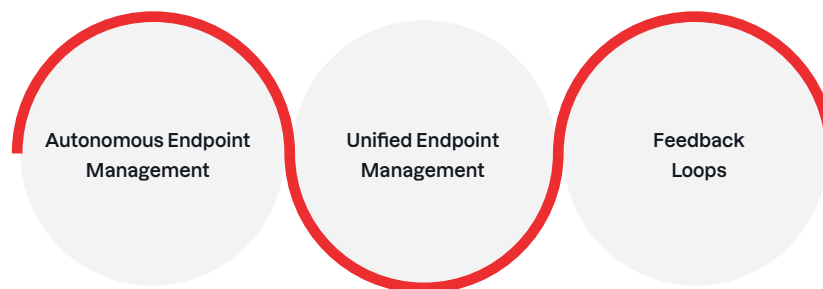 Autonomous Endpoint
Management
Unified Endpoint
Management
Feedback
Loops